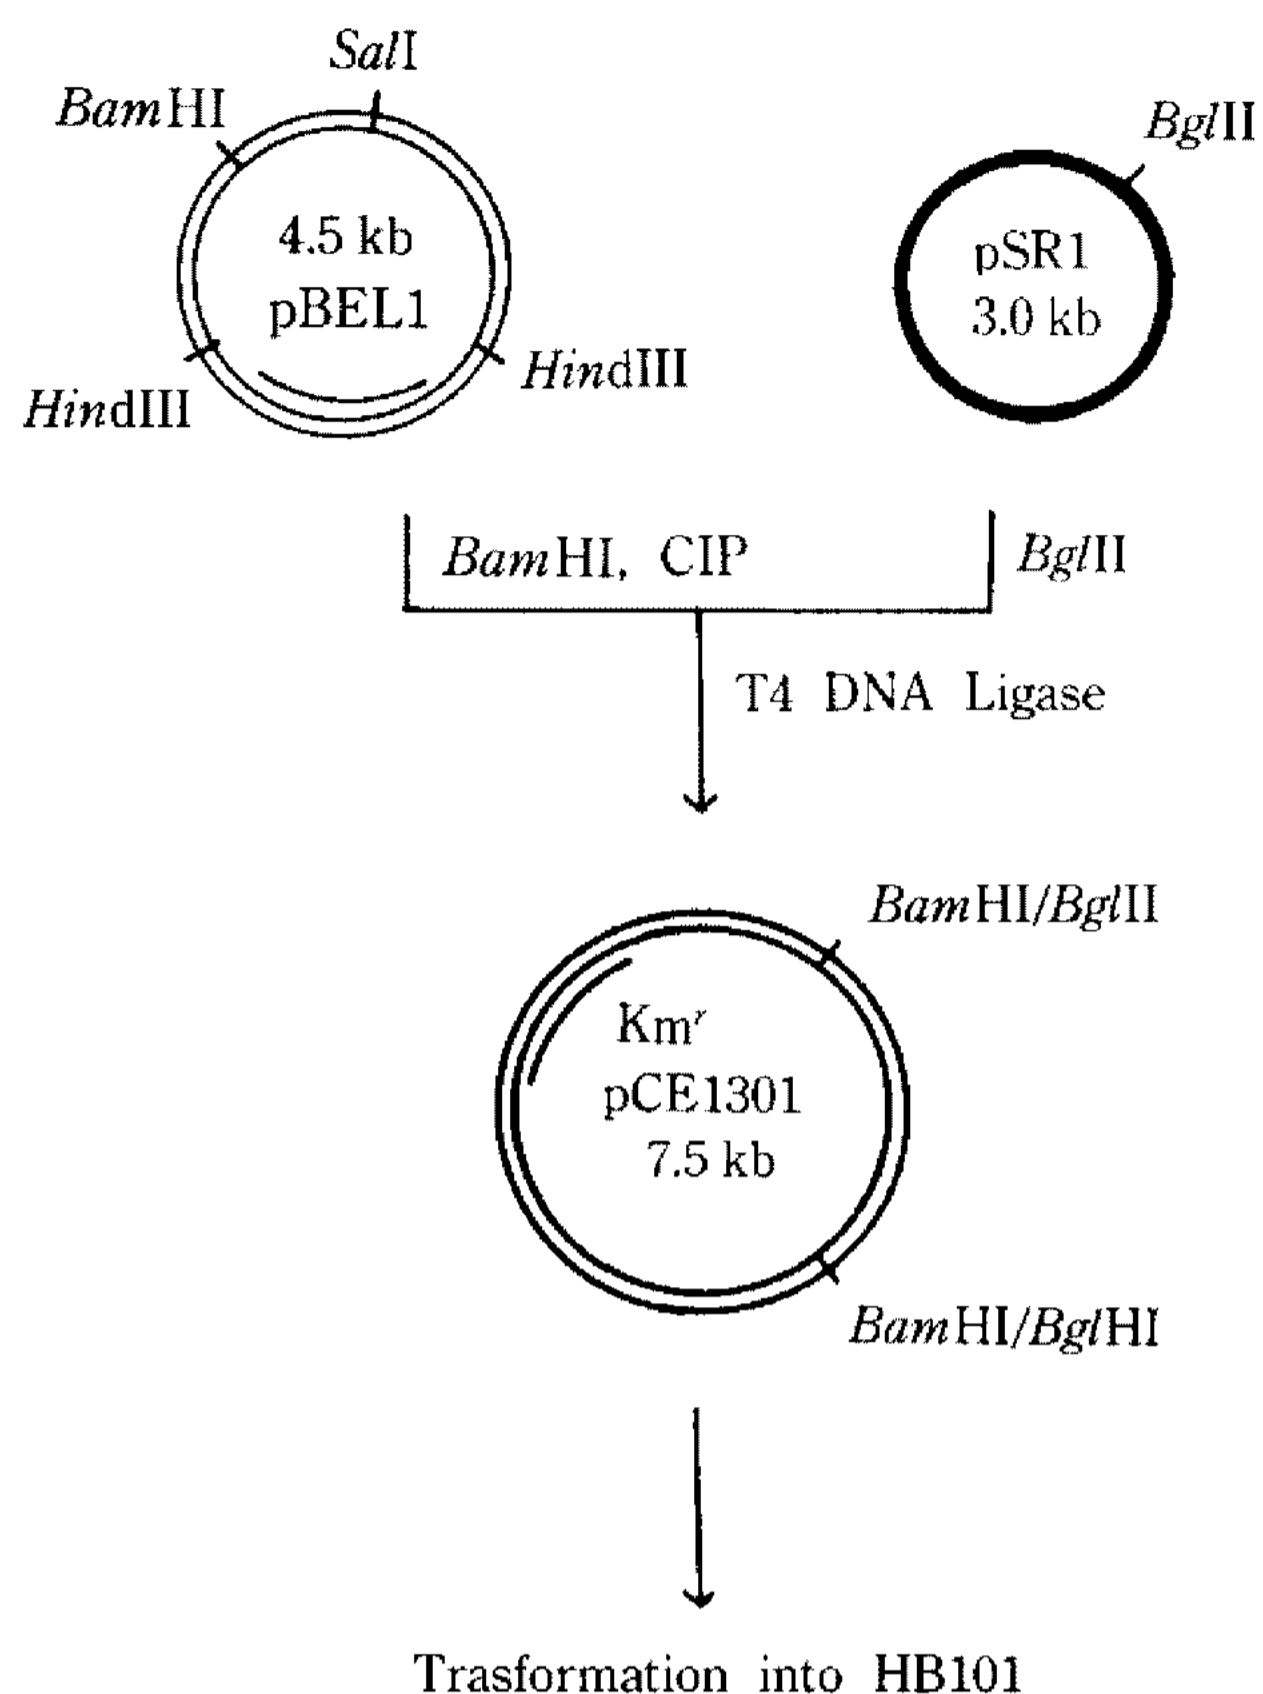 SalI
BamHI
BglII
4.5 kb
pBEL1
pSR1
3.0 kb
HindIII
HindIII
BamHI, CIP
BglII
T4 DNA Ligase
BamHI/BglII
Kmʳ
pCE1301
7.5 kb
BamHI/BglHI
Trasformation into HB101